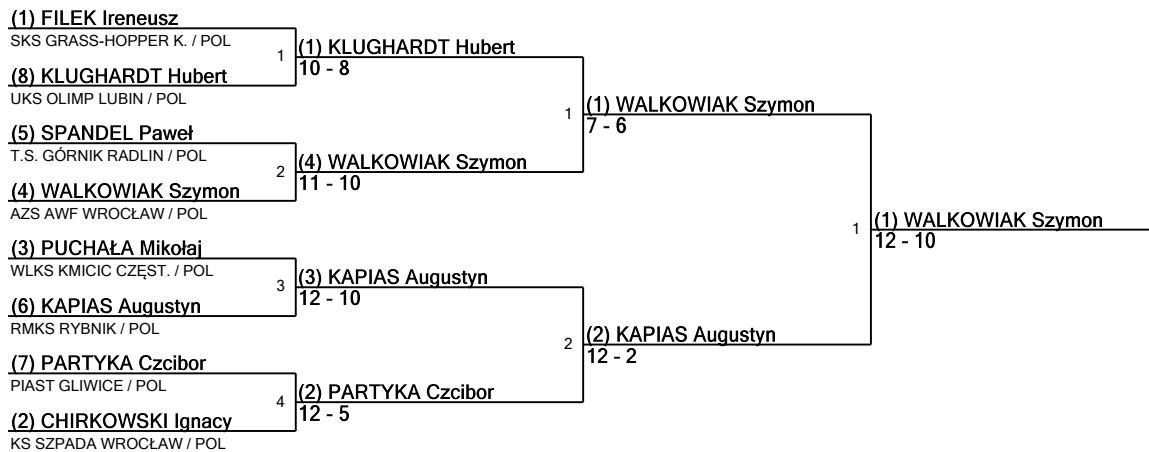 (1) FILEK Ireneusz
SKS GRASS-HOPPER K. / POL
1
(1) KLUGHARDT Hubert
10 - 8
(8) KLUGHARDT Hubert
UKS OLIMP LUBIN / POL
1
(1) WALKOWIAK Szymon
7 - 6
(5) SPANDEL Paweł
T.S. GÓRNIK RADLIN / POL
2
(4) WALKOWIAK Szymon
11 - 10
(4) WALKOWIAK Szymon
AZS AWF WROCŁAW / POL
1
(1) WALKOWIAK Szymon
12 - 10
(3) PUCHAŁA Mikołaj
WLKS KMICIC CZĘST. / POL
3
(3) KAPIAS Augustyn
12 - 10
(6) KAPIAS Augustyn
RMKS RYBNIK / POL
2
(2) KAPIAS Augustyn
12 - 2
(7) PARTYKA Czcibor
PIAST GLIWICE / POL
4
(2) PARTYKA Czcibor
12 - 5
(2) CHIRKOWSKI Ignacy
KS SZPADA WROCŁAW / POL